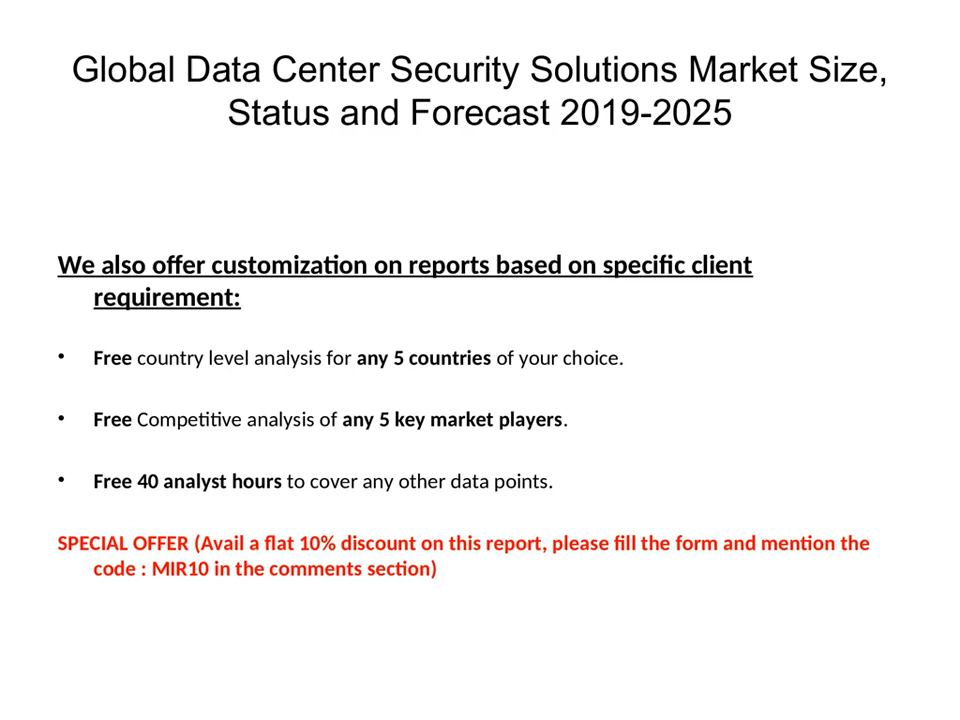 Global Data Center Security Solutions Market Size,
Status and Forecast 2019-2025
We also offer customization on reports based on specific client
requirement:
• Free country level analysis for any 5 countries of your choice.
• Free Competitive analysis of any 5 key market players.
• Free 40 analyst hours to cover any other data points.
SPECIAL OFFER (Avail a flat 10% discount on this report, please fill the form and mention the
code : MIR10 in the comments section)